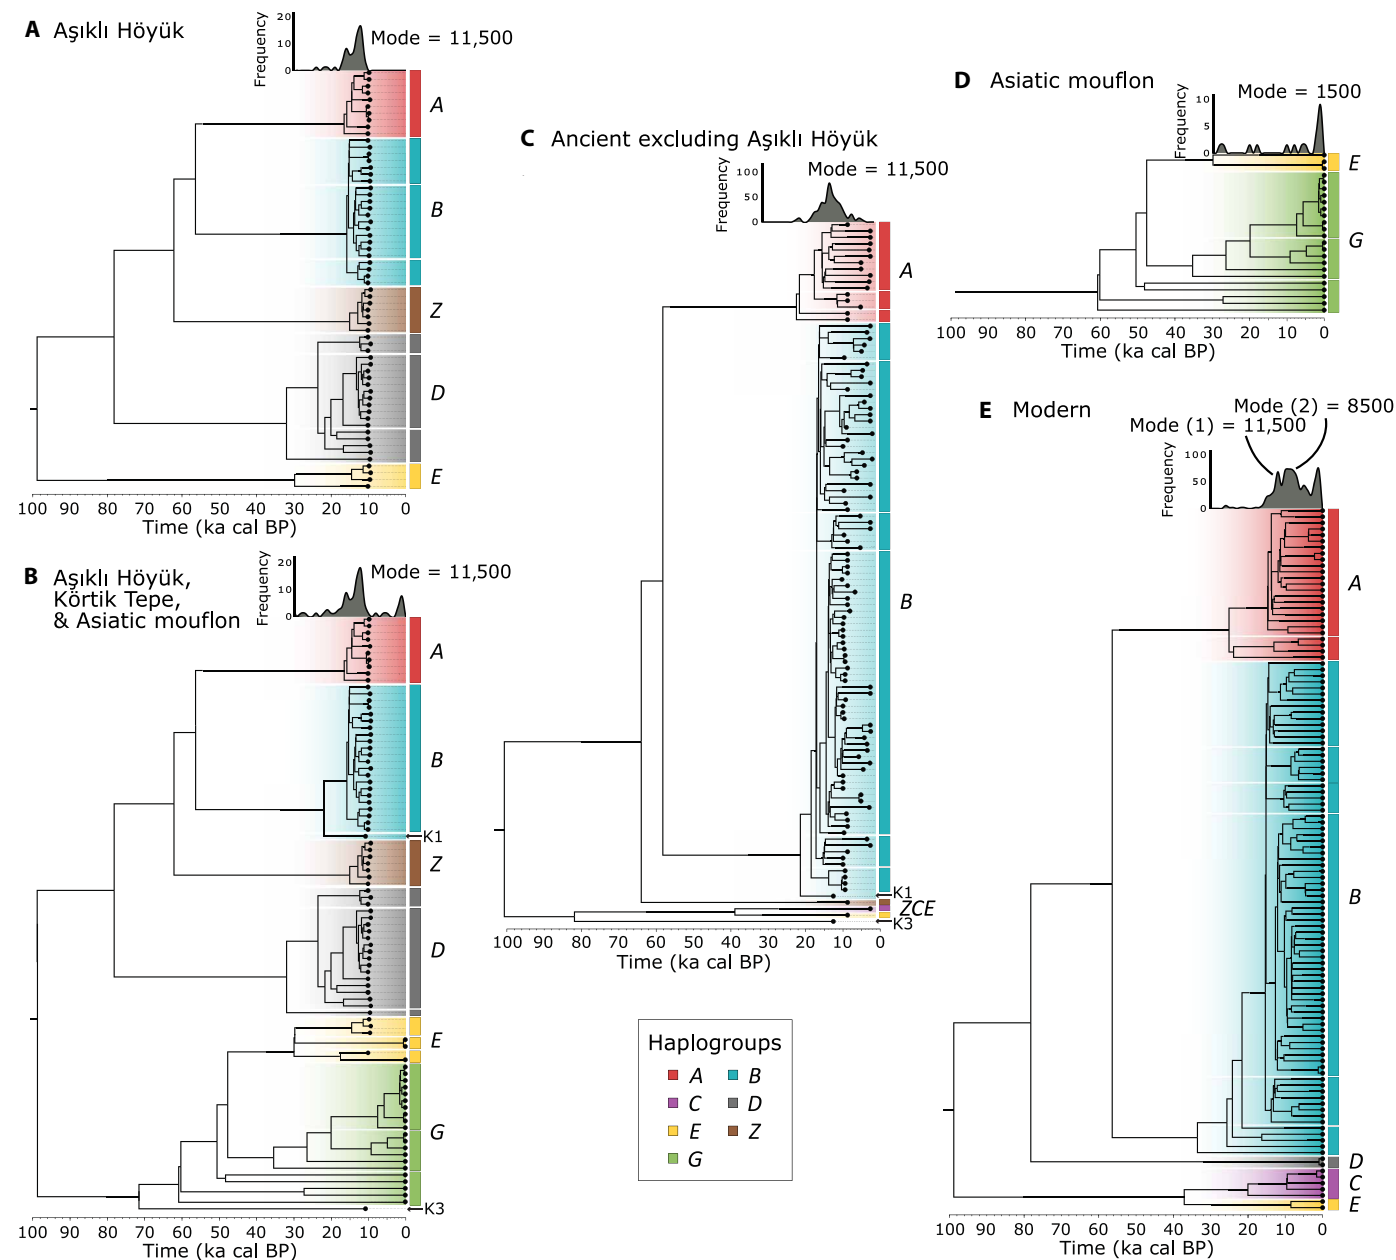 A Aşıklı Höyük
Frequency
20
10
0
Mode = 11,500
A
B
Z
D
E
100 90 80 70 60 50 40 30 20 10 0
Time (ka cal BP)
B Aşıklı Höyük,
Körtik Tepe,
& Asiatic mouflon
Frequency
20
10
0
Mode = 11,500
A
B
K1
Z
D
E
G
K3
100 90 80 70 60 50 40 30 20 10 0
Time (ka cal BP)
C Ancient excluding Aşıklı Höyük
Frequency
100
50
0
Mode = 11,500
A
B
K1
ZCE
K3
100 90 80 70 60 50 40 30 20 10 0
Time (ka cal BP)
Haplogroups
A B
C D
E Z
G
D Asiatic mouflon
Frequency
10
5
0
Mode = 1500
E
G
100 90 80 70 60 50 40 30 20 10 0
Time (ka cal BP)
E Modern
Mode (2) = 8500
Mode (1) = 11,500
Frequency
100
50
0
A
B
D
C
E
100 90 80 70 60 50 40 30 20 10 0
Time (ka cal BP)